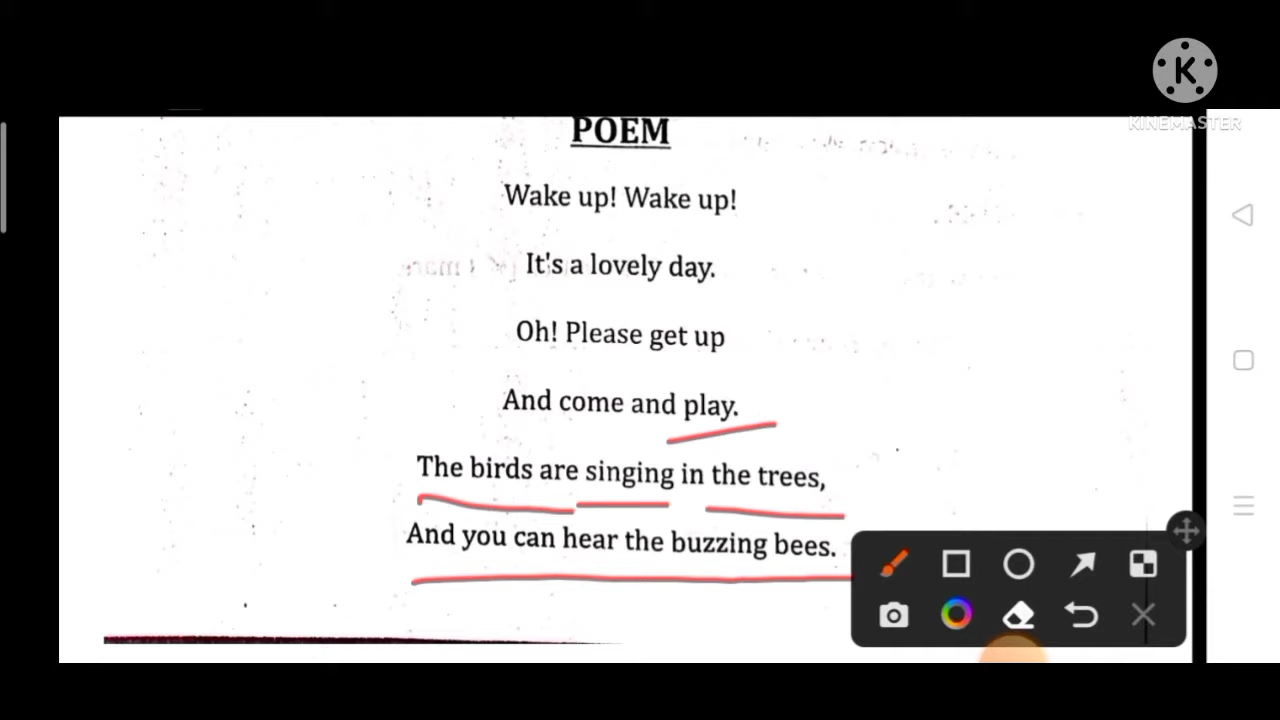 K
KINEMASTER
POEM
Wake up! Wake up!
It's a lovely day.
Oh! Please get up
And come and play.
The birds are singing in the trees,
And you can hear the buzzing bees.